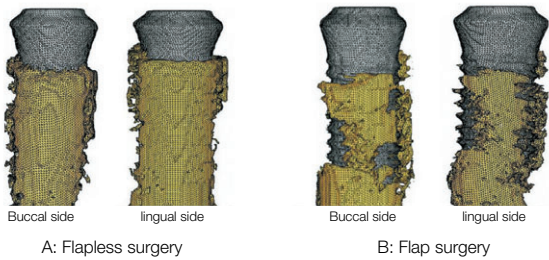 Buccal side
lingual side
Buccal side
lingual side
A: Flapless surgery
B: Flap surgery